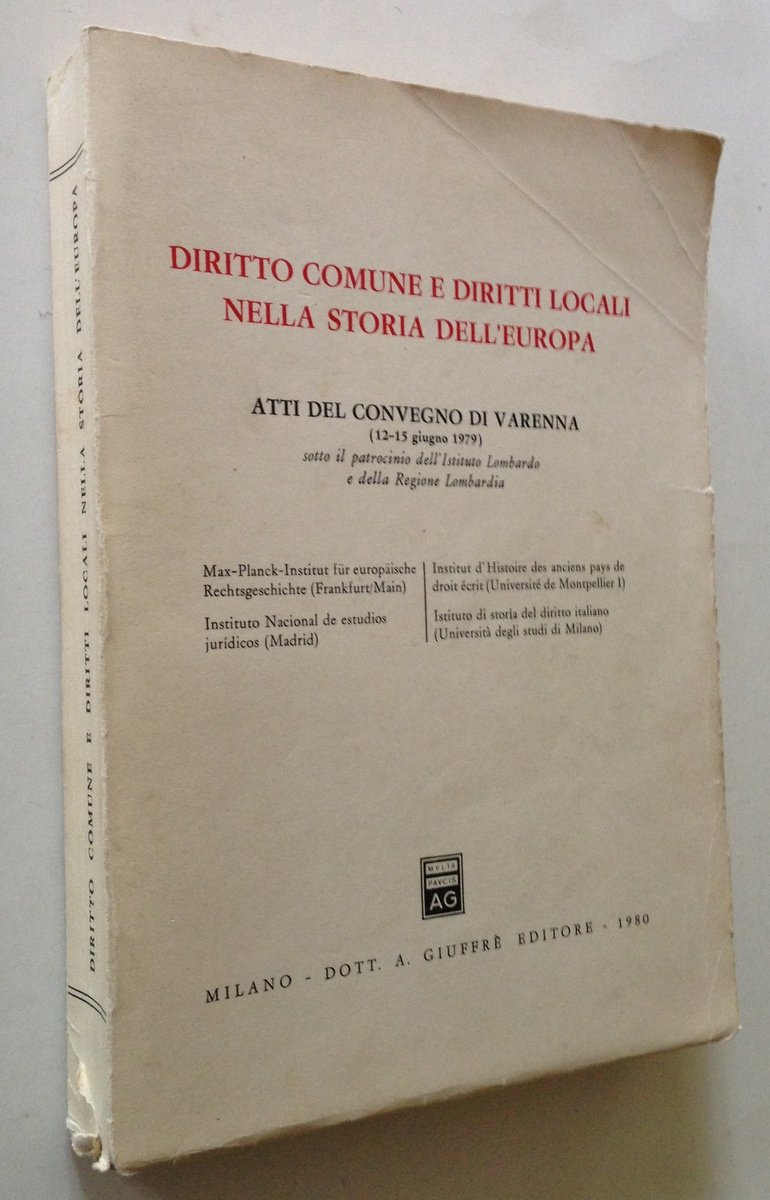 DIRITTO COMUNE E DIRITTI LOCALI NELLA STORIA DELL'EUROPA
DIRITTO COMUNE E DIRITTI LOCALI
NELLA STORIA DELL'EUROPA
ATTI DEL CONVEGNO DI VARENNA
(12-15 giugno 1979)
sotto il patrocinio dell'Istituto Lombardo
e della Regione Lombardia
Max-Planck-Institut für europäische
Rechtsgeschichte (Frankfurt/Main)
Instituto Nacional de estudios
jurídicos (Madrid)
Institut d'Histoire des anciens pays de
droit écrit (Université de Montpellier I)
Istituto di storia del diritto italiano
(Università degli studi di Milano)
MVLTA
PAVCIS
AG
MILANO - DOTT. A. GIUFFRÈ EDITORE - 1980